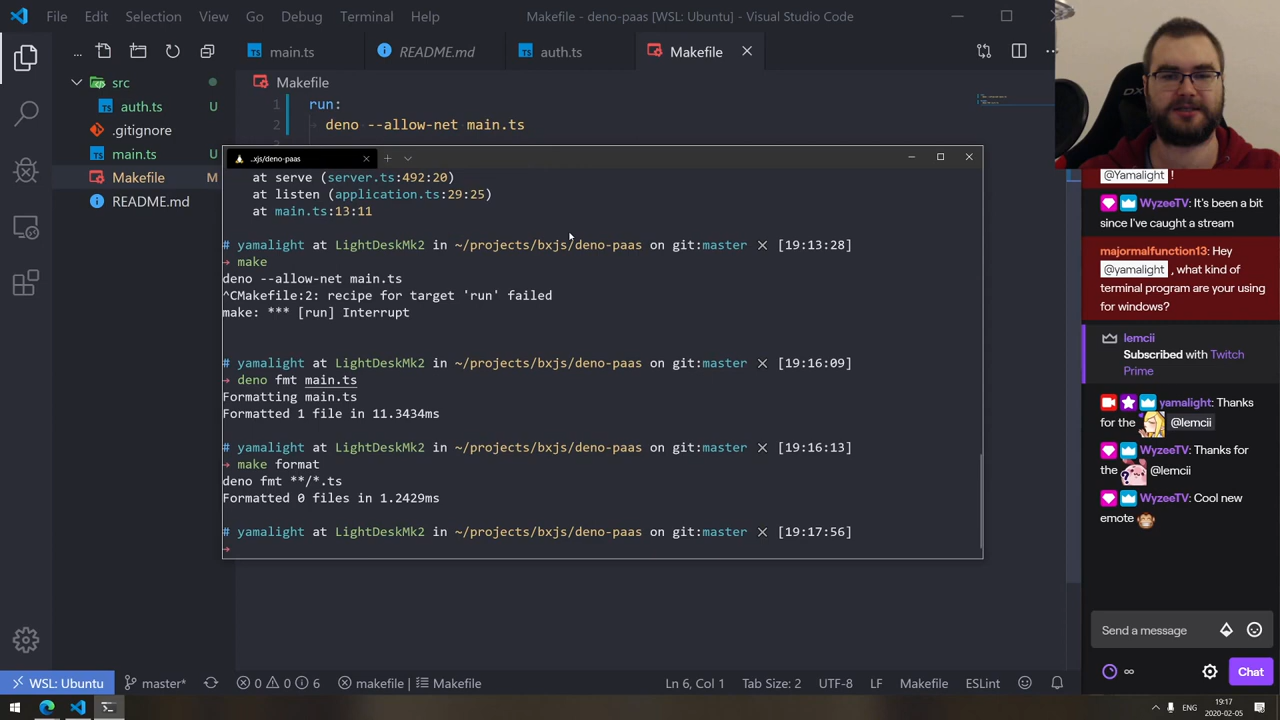 File Edit Selection View Go Debug Terminal Help
Makefile - deno-paas [WSL: Ubuntu] - Visual Studio Code
...
main.ts
README.md
auth.ts
Makefile
src
auth.ts U
.gitignore
main.ts U
Makefile M
README.md
Makefile
1 run:
2 deno --allow-net main.ts
..xjs/deno-paas
at serve (server.ts:492:20)
at listen (application.ts:29:25)
at main.ts:13:11
# yamalight at LightDeskMk2 in ~/projects/bxjs/deno-paas on git:master ✕ [19:13:28]
→ make
deno --allow-net main.ts
^CMakefile:2: recipe for target 'run' failed
make: *** [run] Interrupt
# yamalight at LightDeskMk2 in ~/projects/bxjs/deno-paas on git:master ✕ [19:16:09]
→ deno fmt main.ts
Formatting main.ts
Formatted 1 file in 11.3434ms
# yamalight at LightDeskMk2 in ~/projects/bxjs/deno-paas on git:master ✕ [19:16:13]
→ make format
deno fmt **/*.ts
Formatted 0 files in 1.2429ms
# yamalight at LightDeskMk2 in ~/projects/bxjs/deno-paas on git:master ✕ [19:17:56]
→
DX
@Yamalight !
WyzeeTV: It's been a bit
since I've caught a stream
majormalfunction13: Hey
@yamalight , what kind of
terminal program are your using
for windows?
lemcii
Subscribed with Twitch
Prime
yamalight: Thanks
for the @lemcii
WyzeeTV: Thanks for
the @lemcii
WyzeeTV: Cool new
emote
Send a message
∞
Chat
WSL: Ubuntu
master*
0 0 6
makefile
Makefile
Ln 6, Col 1
Tab Size: 2
UTF-8
LF
Makefile
ESLint
ENG
19:17
2020-02-05